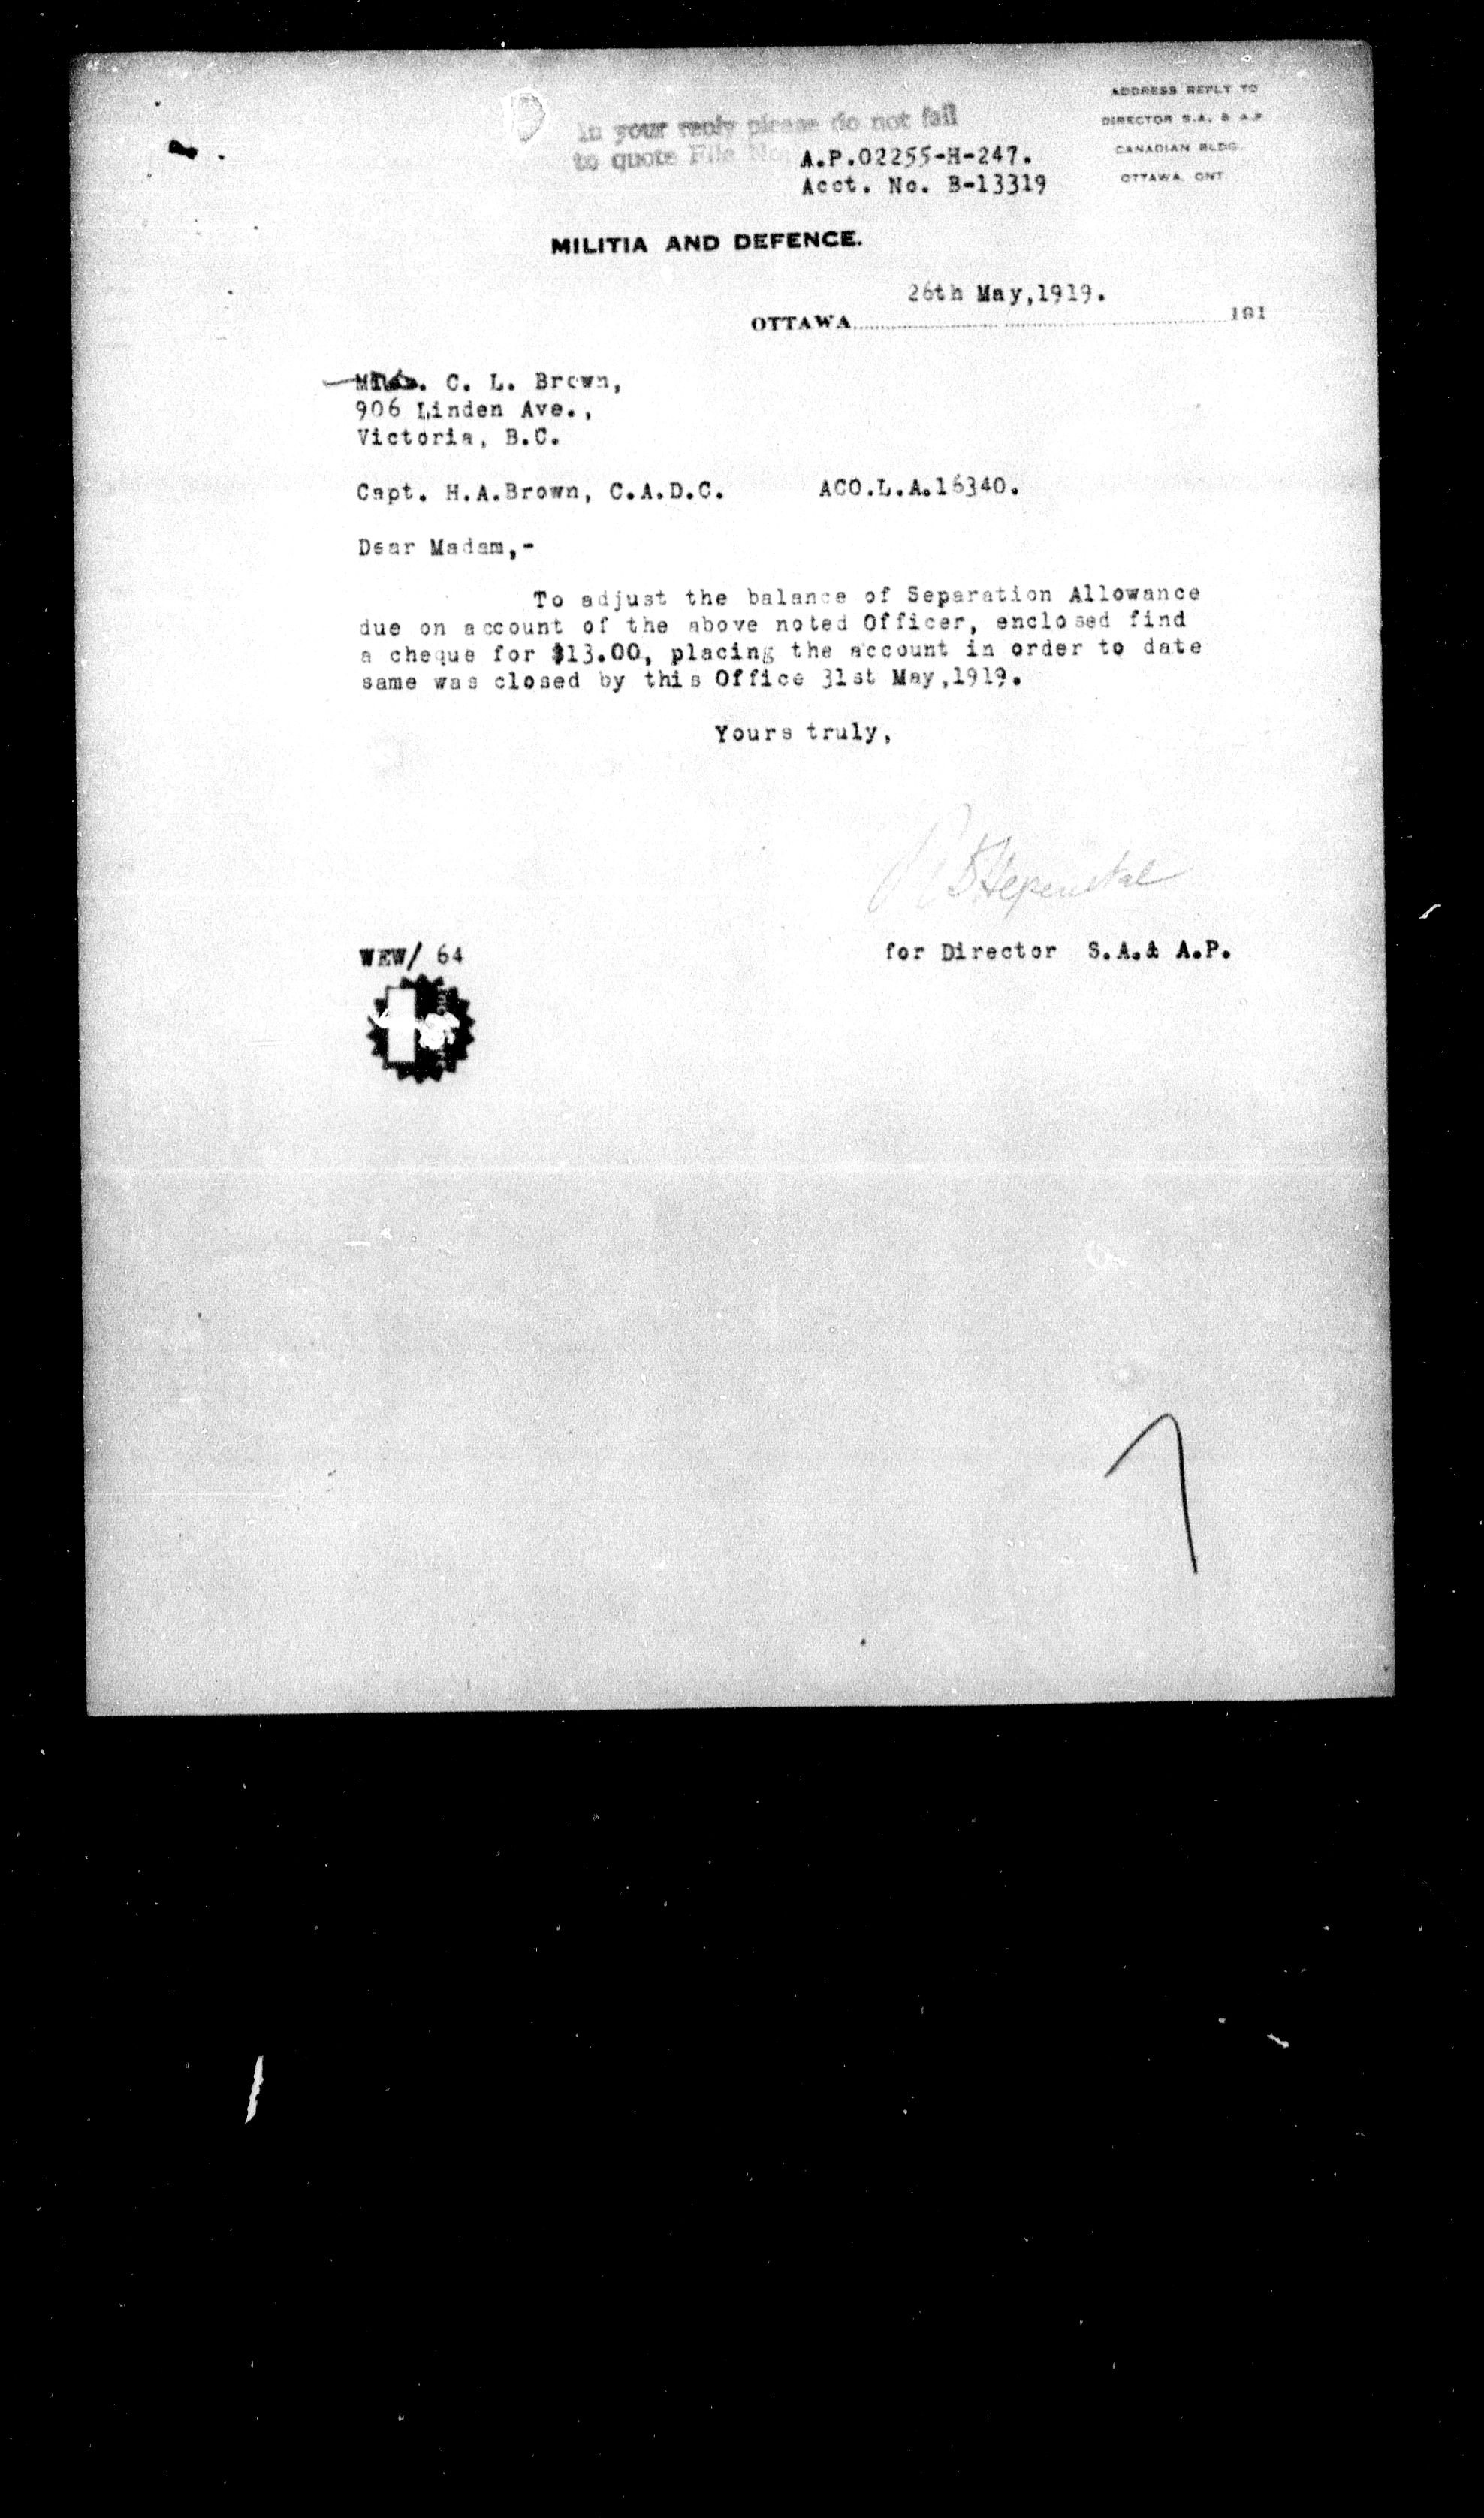 In your reply please do not fail
to quote File No.
A.P.02255-H-247.
Acct. No. B-13319
ADDRESS REPLY TO
DIRECTOR S.A. & A.P
CANADIAN BLDG.
OTTAWA. ONT.
MILITIA AND DEFENCE.
26th May,1919.
OTTAWA 191
C. L. Brown,
906 Linden Ave.,
Victoria, B.C.
Capt. H.A.Brown, C.A.D.C. ACO.L.A.16340.
Dear Madam,-
To adjust the balance of Separation Allowance
due on account of the above noted Officer, enclosed find
a cheque for $13.00, placing the account in order to date
same was closed by this Office 31st May,1919.
Yours truly,
for Director S.A.& A.P.
WEW/ 64